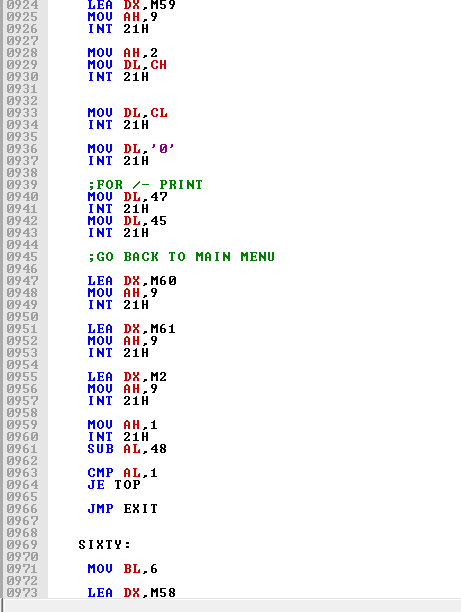 0924 LEA DX,M59
0925 MOV AH,9
0926 INT 21H
0927
0928 MOV AH,2
0929 MOV DL,CH
0930 INT 21H
0931
0932
0933 MOV DL,CL
0934 INT 21H
0935
0936 MOV DL,'0'
0937 INT 21H
0938
0939 ;FOR /- PRINT
0940 MOV DL,47
0941 INT 21H
0942 MOV DL,45
0943 INT 21H
0944
0945 ;GO BACK TO MAIN MENU
0946
0947 LEA DX,M60
0948 MOV AH,9
0949 INT 21H
0950
0951 LEA DX,M61
0952 MOV AH,9
0953 INT 21H
0954
0955 LEA DX,M2
0956 MOV AH,9
0957 INT 21H
0958
0959 MOV AH,1
0960 INT 21H
0961 SUB AL,48
0962
0963 CMP AL,1
0964 JE TOP
0965
0966 JMP EXIT
0967
0968
0969 SIXTY:
0970
0971 MOV BL,6
0972
0973 LEA DX,M58